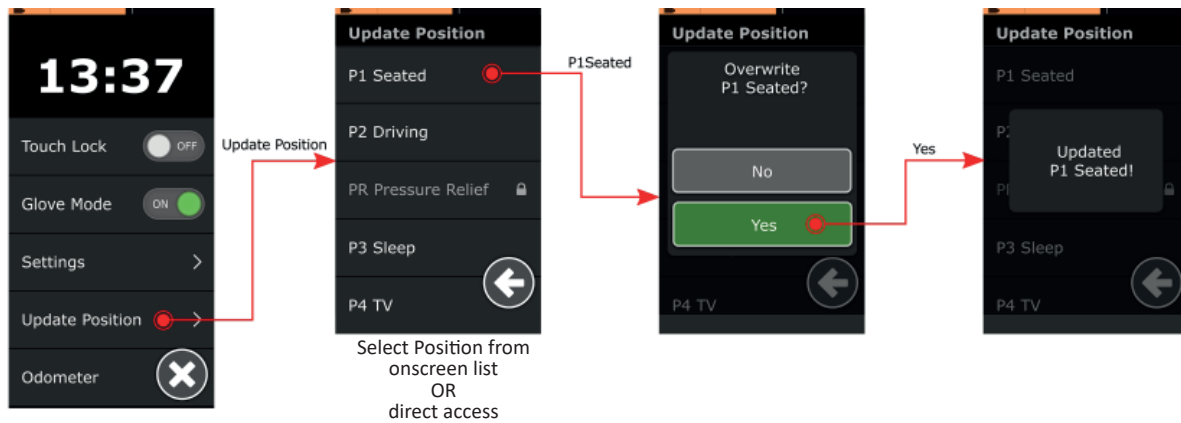 13:37
Touch Lock OFF
Glove Mode ON
Settings
Update Position
Odometer
Update Position
Update Position
P1 Seated
P2 Driving
PR Pressure Relief
P3 Sleep
P4 TV
Select Position from
onscreen list
OR
direct access
P1Seated
Update Position
Overwrite
P1 Seated?
No
Yes
P4 TV
Yes
Update Position
P1 Seated
P2
Updated
P1 Seated!
P3 Sleep
P4 TV